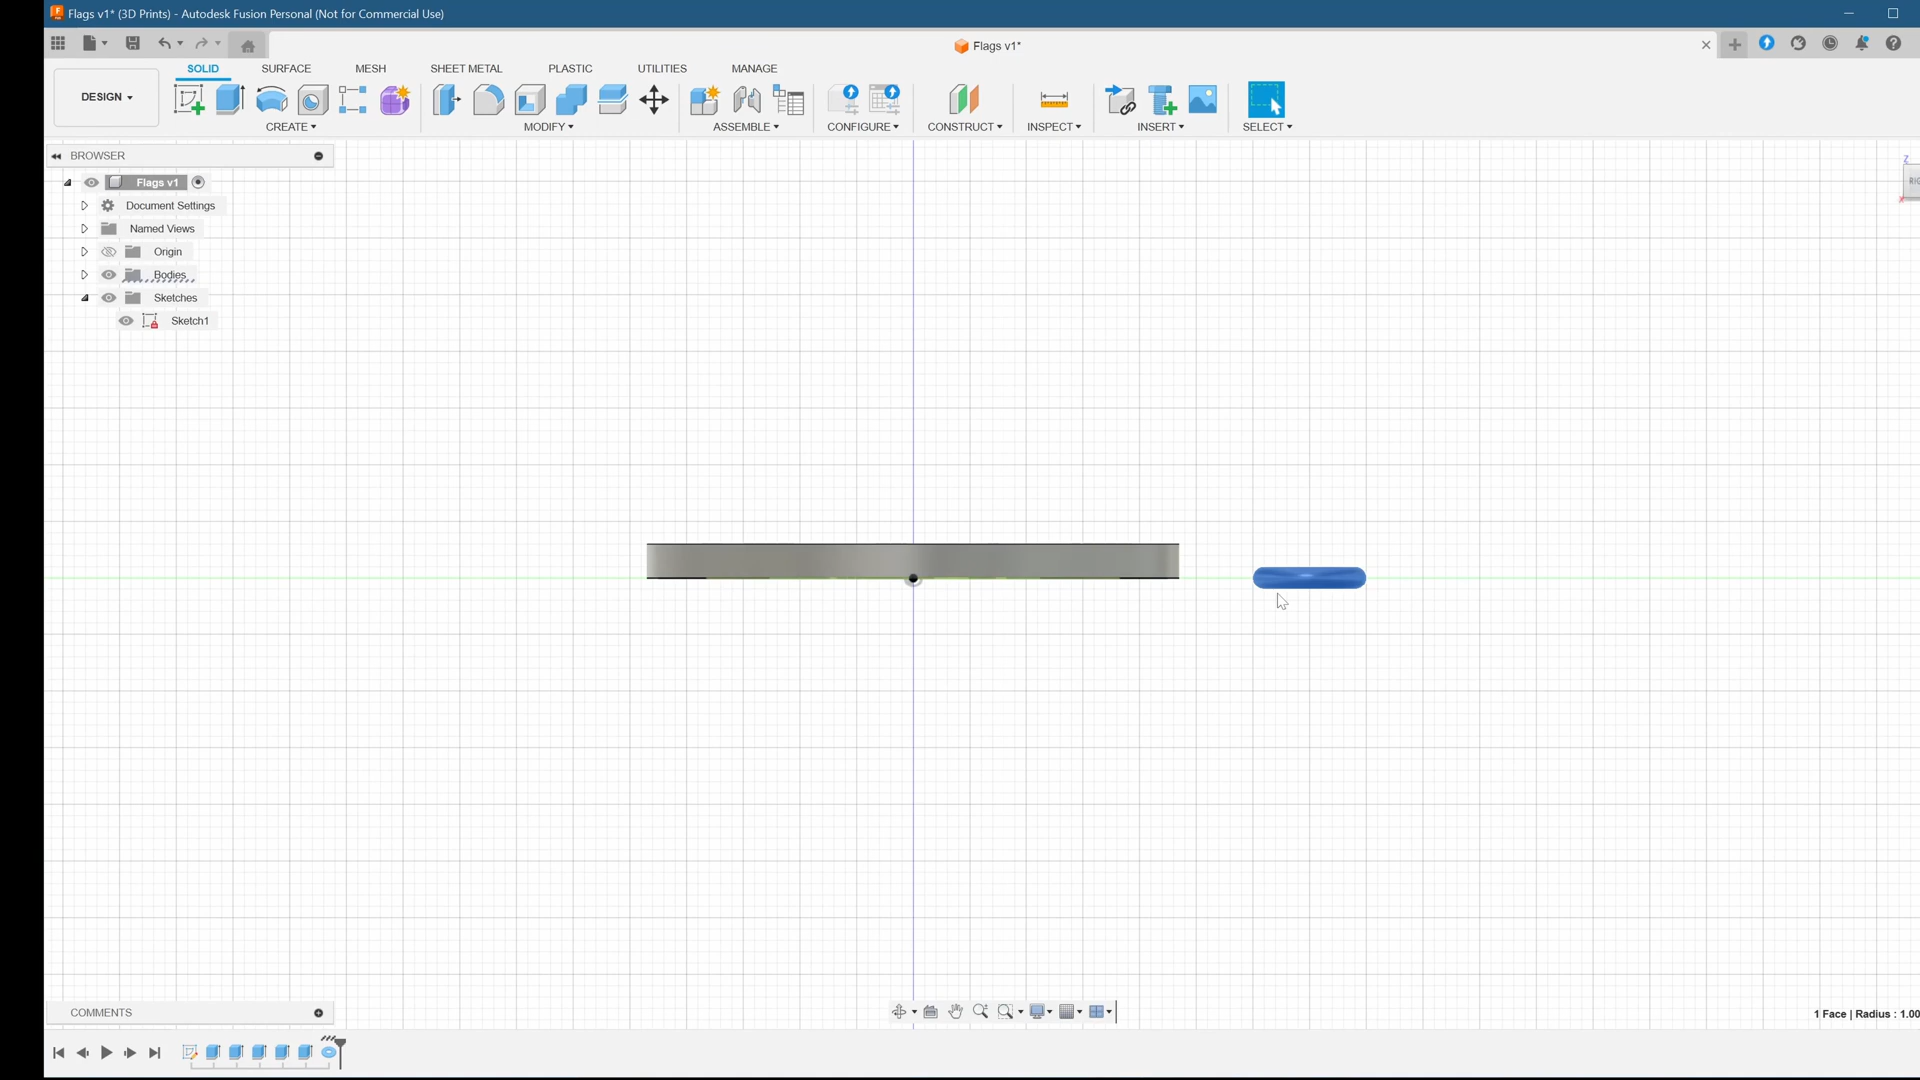 Flags v1* (3D Prints) - Autodesk Fusion Personal (Not for Commercial Use)
Flags v1*
SOLID SURFACE MESH SHEET METAL PLASTIC UTILITIES MANAGE
DESIGN
CREATE MODIFY ASSEMBLE CONFIGURE CONSTRUCT INSPECT INSERT SELECT
BROWSER
Flags v1
Document Settings
Named Views
Origin
Bodies
Sketches
Sketch1
Z
RIG
X
COMMENTS
1 Face | Radius : 1.00